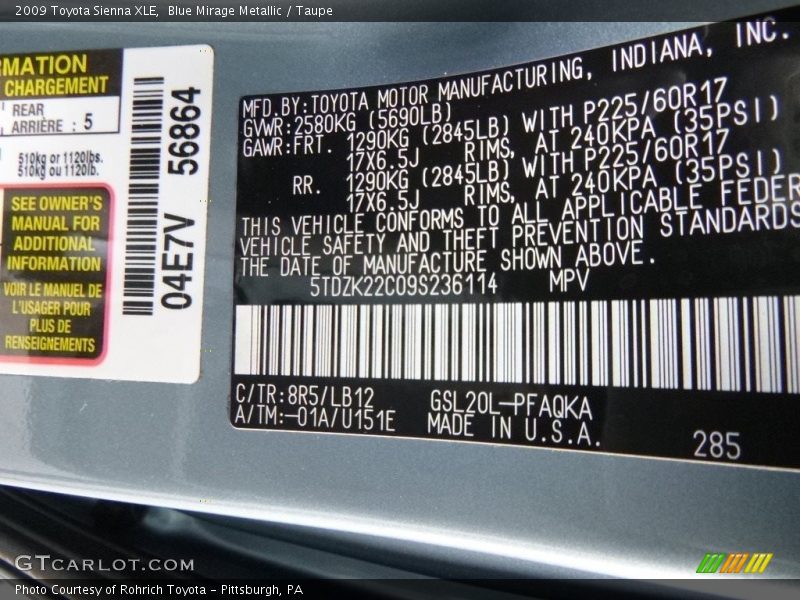 2009 Toyota Sienna XLE,  Blue Mirage Metallic / Taupe
RMATION
CHARGEMENT
REAR
ARRIÈRE : 5
510kg or 1120lbs.
510kg ou 1120lb.
SEE OWNER'S
MANUAL FOR
ADDITIONAL
INFORMATION
VOIR LE MANUEL DE
L'USAGER POUR
PLUS DE
RENSEIGNEMENTS
04E7V 56864
MFD. BY:TOYOTA MOTOR MANUFACTURING, INDIANA, INC.
GVWR:2580KG (5690LB)
GAWR:FRT. 1290KG (2845LB) WITH P225/60R17
17X6.5J RIMS, AT 240KPA (35PSI)
RR. 1290KG (2845LB) WITH P225/60R17
17X6.5J RIMS, AT 240KPA (35PSI)
THIS VEHICLE CONFORMS TO ALL APPLICABLE FEDER
VEHICLE SAFETY AND THEFT PREVENTION STANDARDS
THE DATE OF MANUFACTURE SHOWN ABOVE.
5TDZK22C09S236114 MPV
C/TR:8R5/LB12 GSL20L-PFAQKA
A/TM:-01A/U151E MADE IN U.S.A.
285
GTCARLOT.COM
Photo Courtesy of Rohrich Toyota - Pittsburgh, PA